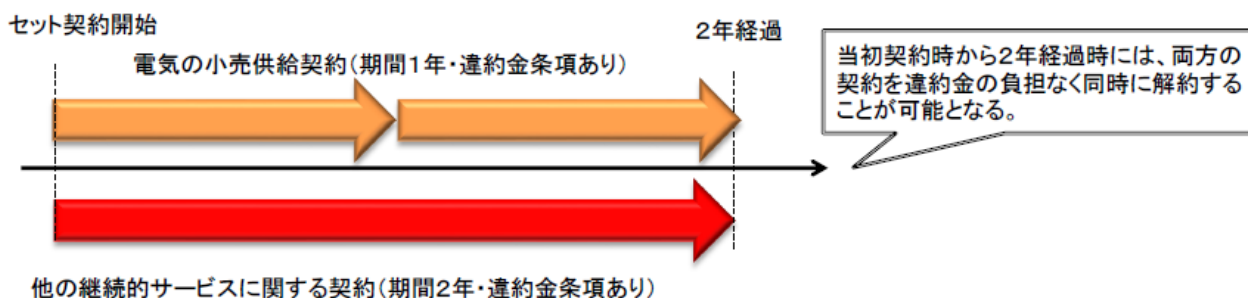 セット契約開始
2年経過
電気の小売供給契約(期間1年・違約金条項あり)
当初契約時から2年経過時には、両方の
契約を違約金の負担なく同時に解約する
ことが可能となる。
他の継続的サービスに関する契約(期間2年・違約金条項あり)